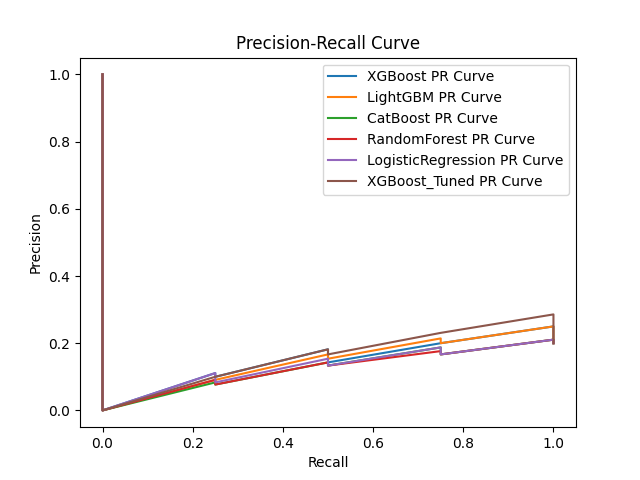 Precision-Recall Curve
XGBoost PR Curve
LightGBM PR Curve
CatBoost PR Curve
RandomForest PR Curve
LogisticRegression PR Curve
XGBoost_Tuned PR Curve
Precision
1.0
0.8
0.6
0.4
0.2
0.0
0.0 0.2 0.4 0.6 0.8 1.0
Recall